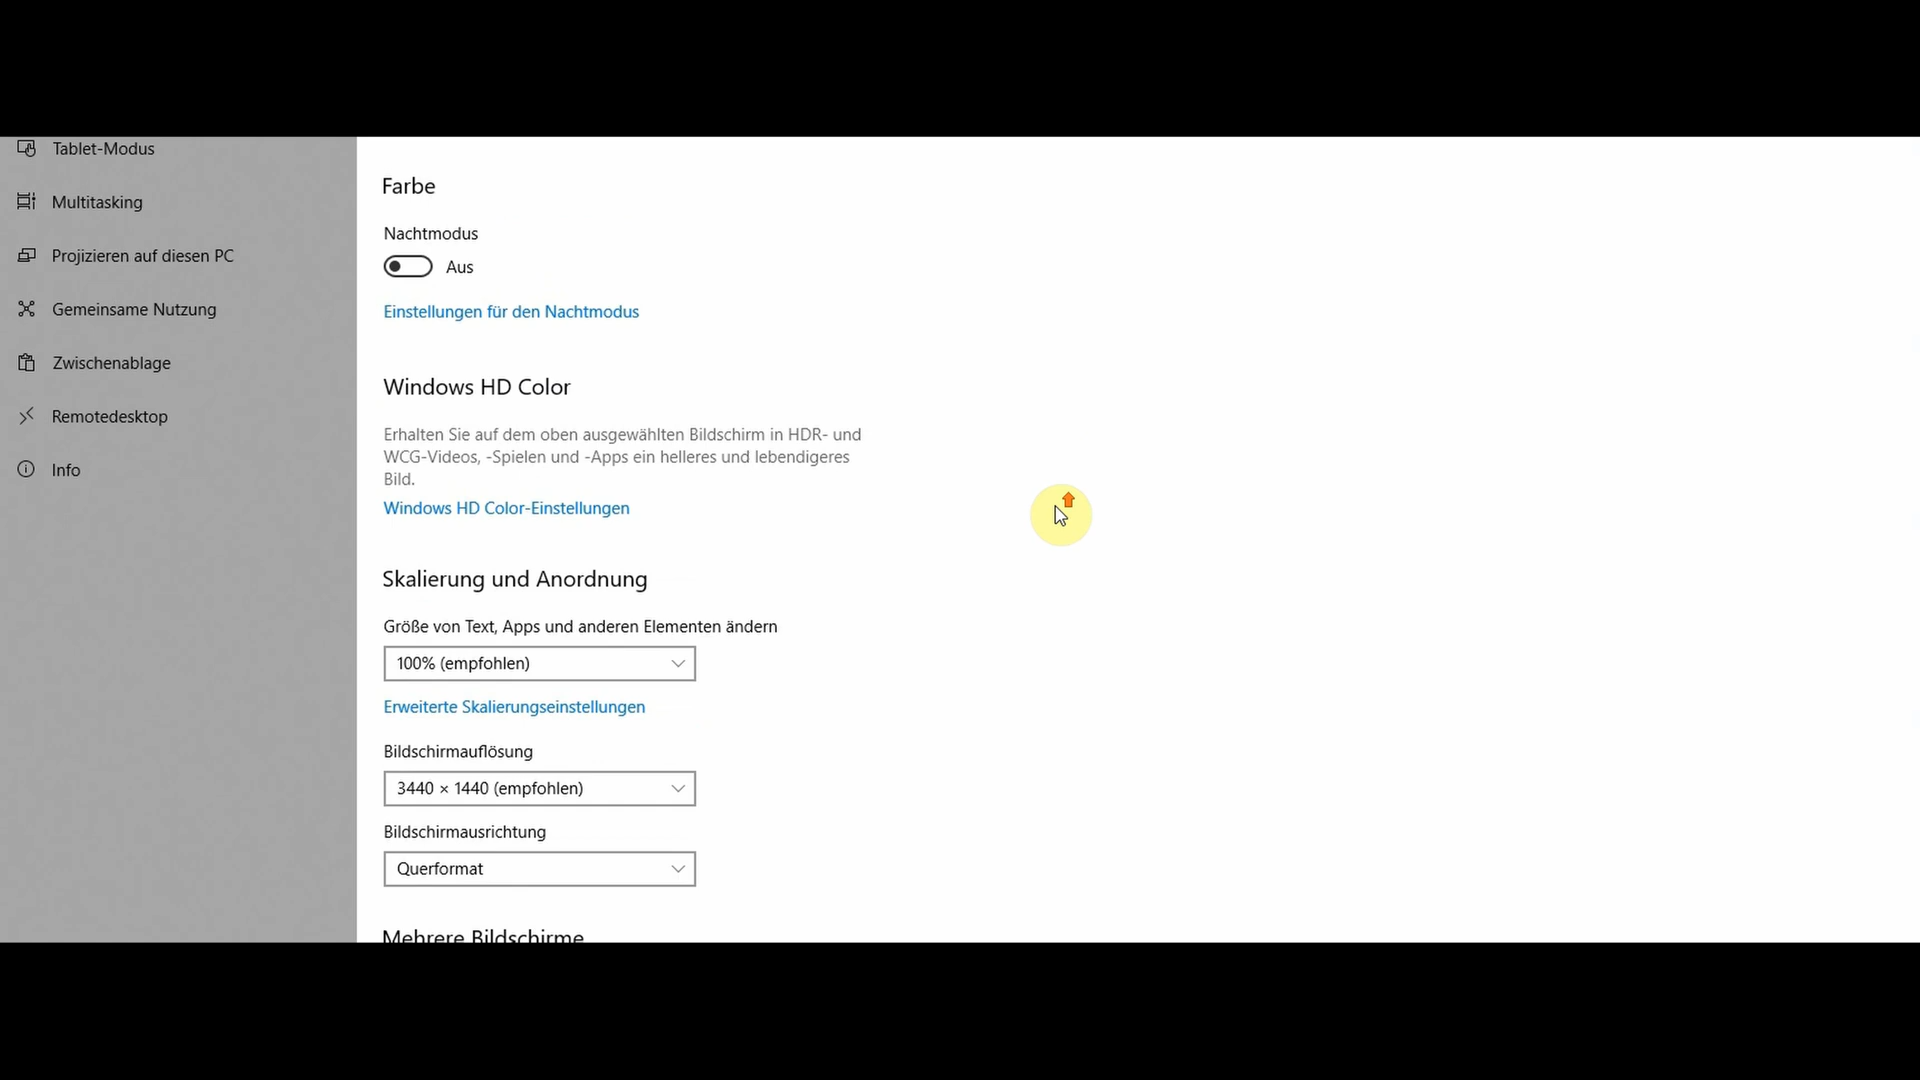 Tablet-Modus
Multitasking
Projizieren auf diesen PC
Gemeinsame Nutzung
Zwischenablage
Remotedesktop
Info
Farbe
Nachtmodus
Aus
Einstellungen für den Nachtmodus
Windows HD Color
Erhalten Sie auf dem oben ausgewählten Bildschirm in HDR- und
WCG-Videos, -Spielen und -Apps ein helleres und lebendigeres
Bild.
Windows HD Color-Einstellungen
Skalierung und Anordnung
Größe von Text, Apps und anderen Elementen ändern
100% (empfohlen)
Erweiterte Skalierungseinstellungen
Bildschirmauflösung
3440 × 1440 (empfohlen)
Bildschirmausrichtung
Querformat
Mehrere Bildschirme